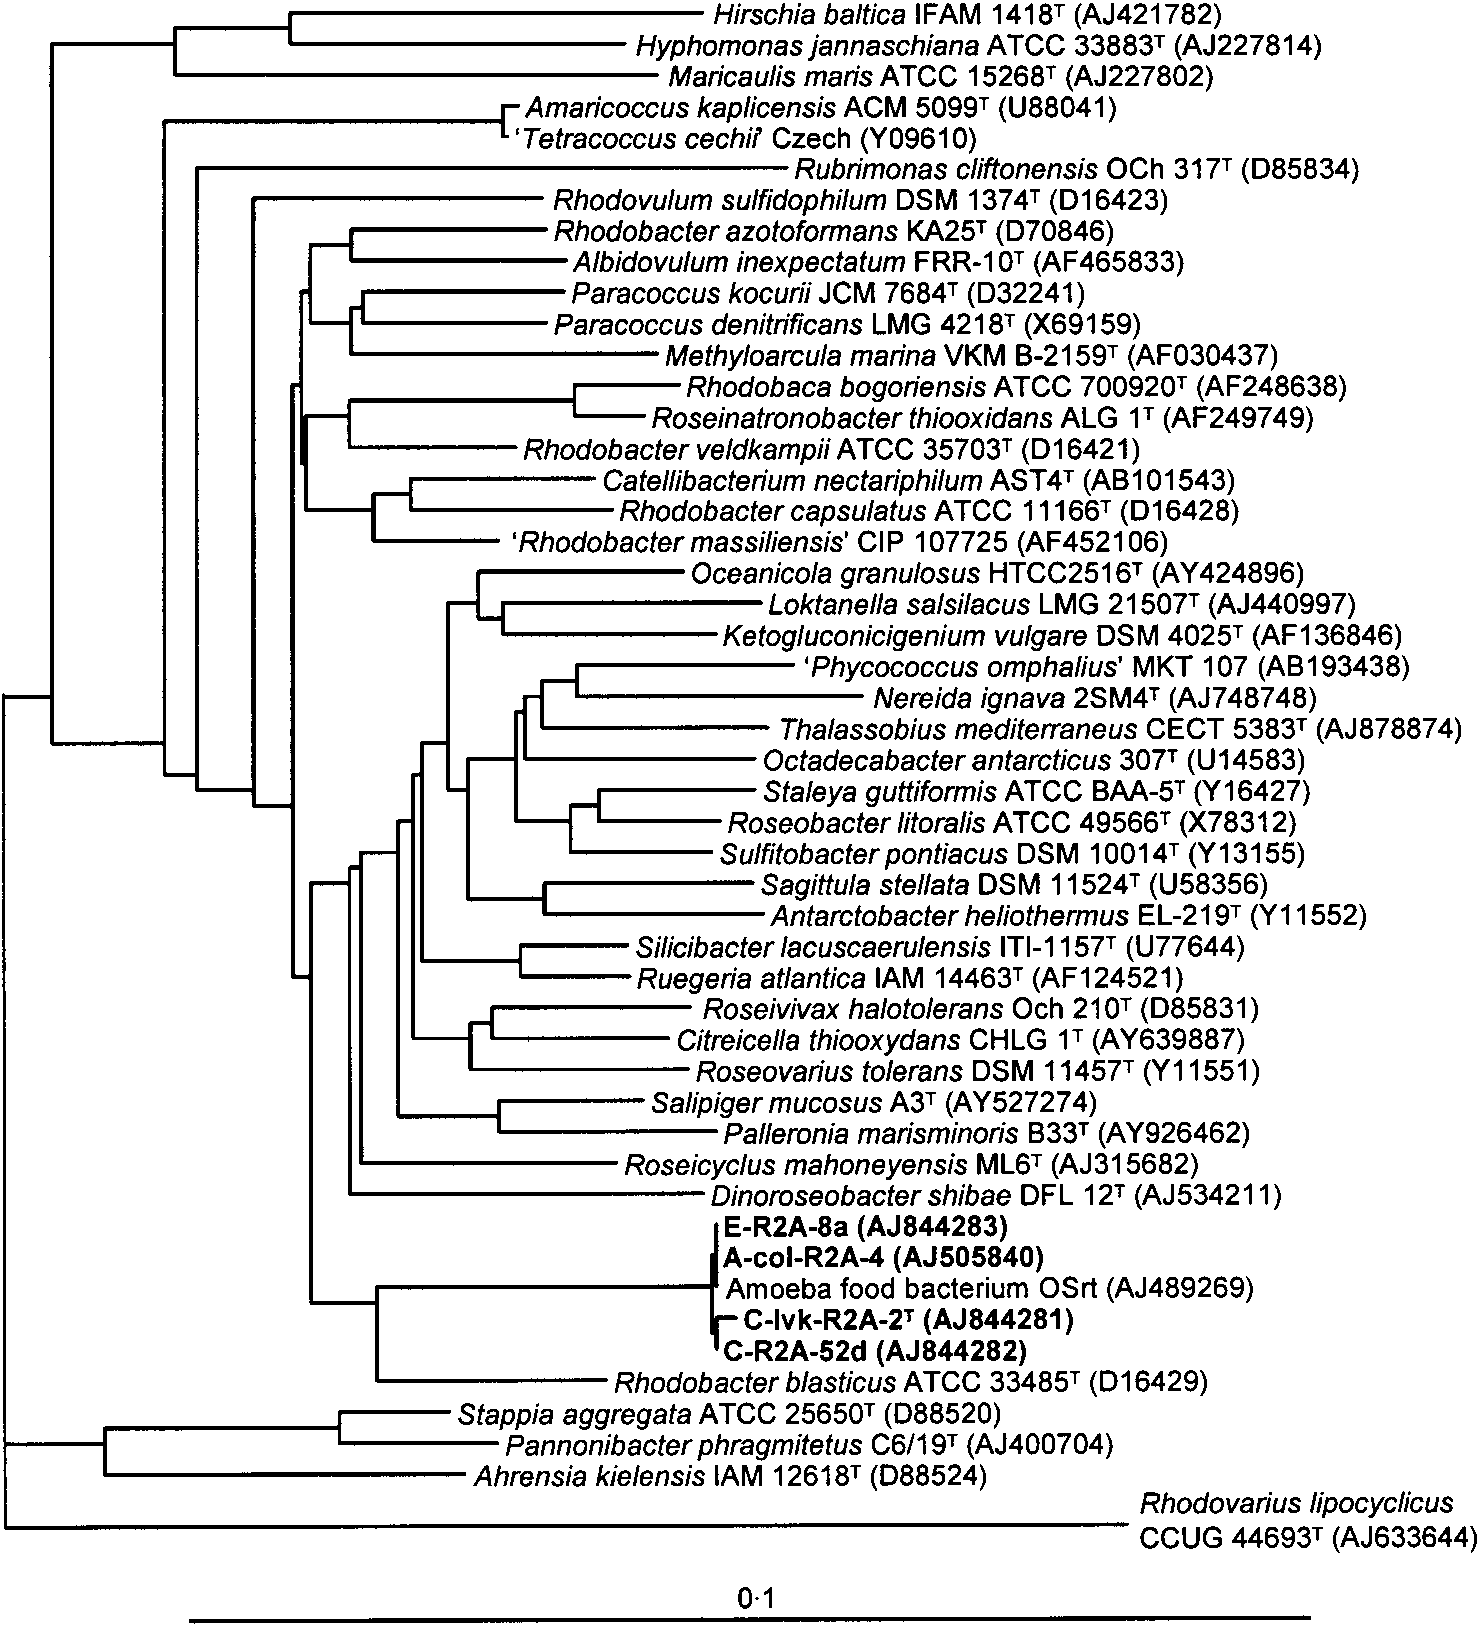 Hirschia baltica IFAM 1418ᵀ (AJ421782)
Hyphomonas jannaschiana ATCC 33883ᵀ (AJ227814)
Maricaulis maris ATCC 15268ᵀ (AJ227802)
Amaricoccus kaplicensis ACM 5099ᵀ (U88041)
‘Tetracoccus cechii’ Czech (Y09610)
Rubrimonas cliftonensis OCh 317ᵀ (D85834)
Rhodovulum sulfidophilum DSM 1374ᵀ (D16423)
Rhodobacter azotoformans KA25ᵀ (D70846)
Albidovulum inexpectatum FRR-10ᵀ (AF465833)
Paracoccus kocurii JCM 7684ᵀ (D32241)
Paracoccus denitrificans LMG 4218ᵀ (X69159)
Methyloarcula marina VKM B-2159ᵀ (AF030437)
Rhodobaca bogoriensis ATCC 700920ᵀ (AF248638)
Roseinatronobacter thiooxidans ALG 1ᵀ (AF249749)
Rhodobacter veldkampii ATCC 35703ᵀ (D16421)
Catellibacterium nectariphilum AST4ᵀ (AB101543)
Rhodobacter capsulatus ATCC 11166ᵀ (D16428)
‘Rhodobacter massiliensis’ CIP 107725 (AF452106)
Oceanicola granulosus HTCC2516ᵀ (AY424896)
Loktanella salsilacus LMG 21507ᵀ (AJ440997)
Ketogluconicigenium vulgare DSM 4025ᵀ (AF136846)
‘Phycococcus omphalius’ MKT 107 (AB193438)
Nereida ignava 2SM4ᵀ (AJ748748)
Thalassobius mediterraneus CECT 5383ᵀ (AJ878874)
Octadecabacter antarcticus 307ᵀ (U14583)
Staleya guttiformis ATCC BAA-5ᵀ (Y16427)
Roseobacter litoralis ATCC 49566ᵀ (X78312)
Sulfitobacter pontiacus DSM 10014ᵀ (Y13155)
Sagittula stellata DSM 11524ᵀ (U58356)
Antarctobacter heliothermus EL-219ᵀ (Y11552)
Silicibacter lacuscaerulensis ITI-1157ᵀ (U77644)
Ruegeria atlantica IAM 14463ᵀ (AF124521)
Roseivivax halotolerans Och 210ᵀ (D85831)
Citreicella thiooxydans CHLG 1ᵀ (AY639887)
Roseovarius tolerans DSM 11457ᵀ (Y11551)
Salipiger mucosus A3ᵀ (AY527274)
Palleronia marisminoris B33ᵀ (AY926462)
Roseicyclus mahoneyensis ML6ᵀ (AJ315682)
Dinoroseobacter shibae DFL 12ᵀ (AJ534211)
E-R2A-8a (AJ844283)
A-col-R2A-4 (AJ505840)
Amoeba food bacterium OSrt (AJ489269)
C-lvk-R2A-2ᵀ (AJ844281)
C-R2A-52d (AJ844282)
Rhodobacter blasticus ATCC 33485ᵀ (D16429)
Stappia aggregata ATCC 25650ᵀ (D88520)
Pannonibacter phragmitetus C6/19ᵀ (AJ400704)
Ahrensia kielensis IAM 12618ᵀ (D88524)
Rhodovarius lipocyclicus
CCUG 44693ᵀ (AJ633644)
0·1